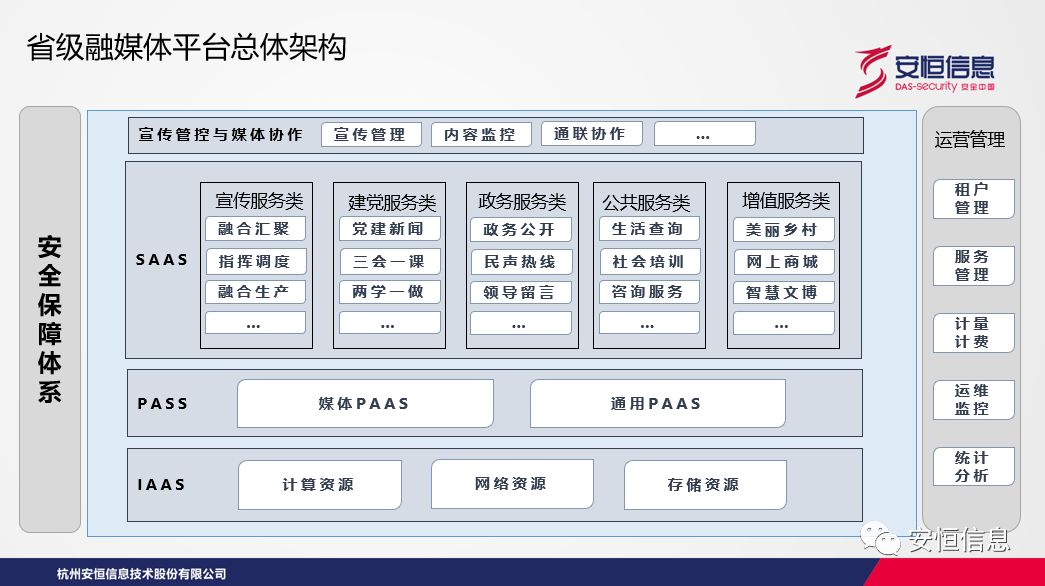 省级融媒体平台总体架构
安恒信息
DAS-security 安全中国
安全保障体系
宣传管控与媒体协作
宣传管理
内容监控
通联协作
...
SAAS
宣传服务类
融合汇聚
指挥调度
融合生产
...
建党服务类
党建新闻
三会一课
两学一做
...
政务服务类
政务公开
民声热线
领导留言
...
公共服务类
生活查询
社会培训
咨询服务
...
增值服务类
美丽乡村
网上商城
智慧文博
...
PASS
媒体PAAS
通用PAAS
IAAS
计算资源
网络资源
存储资源
运营管理
租户
管理
服务
管理
计量
计费
运维
监控
统计
分析
安恒信息
杭州安恒信息技术股份有限公司